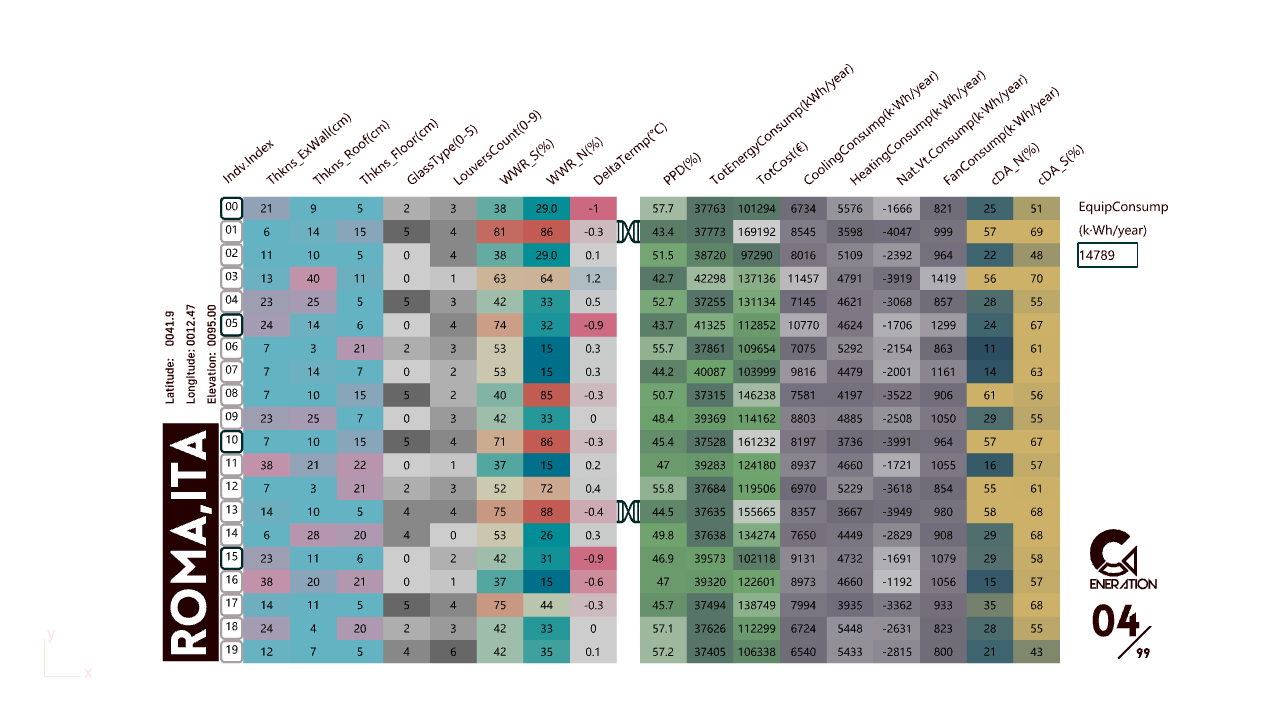 Indv.Index Thkns_ExWall(cm) Thkns_Roof(cm) Thkns_Floor(cm) GlassType(0-5) LouversCount(0-9) WWR_S(%) WWR_N(%) DeltaTermp(°C) PPD(%) TotEnergyConsump(kWh/year) TotCost(€) CoolingConsump(k·Wh/year) HeatingConsump(k·Wh/year) Nat.Vt.Consump(k·Wh/year) FanConsump(k·Wh/year) cDA_N(%) cDA_S(%)
00 21 9 5 2 3 38 29.0 -1 57.7 37763 101294 6734 5576 -1666 821 25 51
01 6 14 15 5 4 81 86 -0.3 43.4 37773 169192 8545 3598 -4047 999 57 69
02 11 10 5 0 4 38 29.0 0.1 51.5 38720 97290 8016 5109 -2392 964 22 48
03 13 40 11 0 1 63 64 1.2 42.7 42298 137136 11457 4791 -3919 1419 56 70
04 23 25 5 5 3 42 33 0.5 52.7 37255 131134 7145 4621 -3068 857 28 55
05 24 14 6 0 4 74 32 -0.9 43.7 41325 112852 10770 4624 -1706 1299 24 67
06 7 3 21 2 3 53 15 0.3 55.7 37861 109654 7075 5292 -2154 863 11 61
07 7 14 7 0 2 53 15 0.3 44.2 40087 103999 9816 4479 -2001 1161 14 63
08 7 10 15 5 2 40 85 -0.3 50.7 37315 146238 7581 4197 -3522 906 61 56
09 23 25 7 0 3 42 33 0 48.4 39369 114162 8803 4885 -2508 1050 29 55
10 7 10 15 5 4 71 86 -0.3 45.4 37528 161232 8197 3736 -3991 964 57 67
11 38 21 22 0 1 37 15 0.2 47 39283 124180 8937 4660 -1721 1055 16 57
12 7 3 21 2 3 52 72 0.4 55.8 37684 119506 6970 5229 -3618 854 55 61
13 14 10 5 4 4 75 88 -0.4 44.5 37635 155665 8357 3667 -3949 980 58 68
14 6 28 20 4 0 53 26 0.3 49.8 37638 134274 7650 4449 -2829 908 29 68
15 23 11 6 0 2 42 31 -0.9 46.9 39573 102118 9131 4732 -1691 1079 29 58
16 38 20 21 0 1 37 15 -0.6 47 39320 122601 8973 4660 -1192 1056 15 57
17 14 11 5 5 4 75 44 -0.3 45.7 37494 138749 7994 3935 -3362 933 35 68
18 24 4 20 2 3 42 33 0 57.1 37626 112299 6724 5448 -2631 823 28 55
19 12 7 5 4 6 42 35 0.1 57.2 37405 106338 6540 5433 -2815 800 21 43
EquipConsump
(k·Wh/year)
14789
Latitude: 0041.9
Longitude: 0012.47
Elevation: 0095.00
ROMA,ITA
ENERATION
04/99
y
x